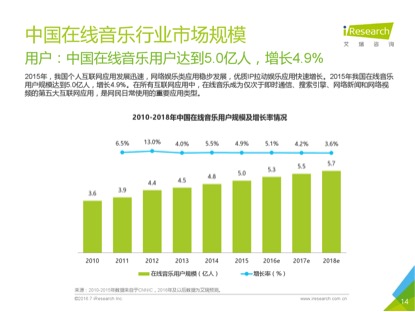 中国在线音乐行业市场规模
iResearch
艾 瑞 咨 询
用户：中国在线音乐用户达到5.0亿人，增长4.9%
2015年，我国个人互联网应用发展迅速，网络娱乐类应用稳步发展，优质IP拉动娱乐应用快速增长。2015年我国在线音乐
用户规模达到5.0亿人，增长4.9%。在所有互联网应用中，在线音乐成为仅次于即时通信、搜索引擎、网络新闻和网络视
频的第五大互联网应用，是网民日常使用的重要应用类型。
2010-2018年中国在线音乐用户规模及增长率情况
6.5% 13.0% 4.0% 5.5% 4.9% 5.1% 4.2% 3.6%
3.6 3.9 4.4 4.5 4.8 5.0 5.3 5.5 5.7
2010 2011 2012 2013 2014 2015 2016e 2017e 2018e
在线音乐用户规模（亿人） 增长率（%）
来源：2010-2015年数据来自于CNNIC，2016年及以后数据为艾瑞预测。
©2016.7 iResearch Inc. www.iresearch.com.cn
14